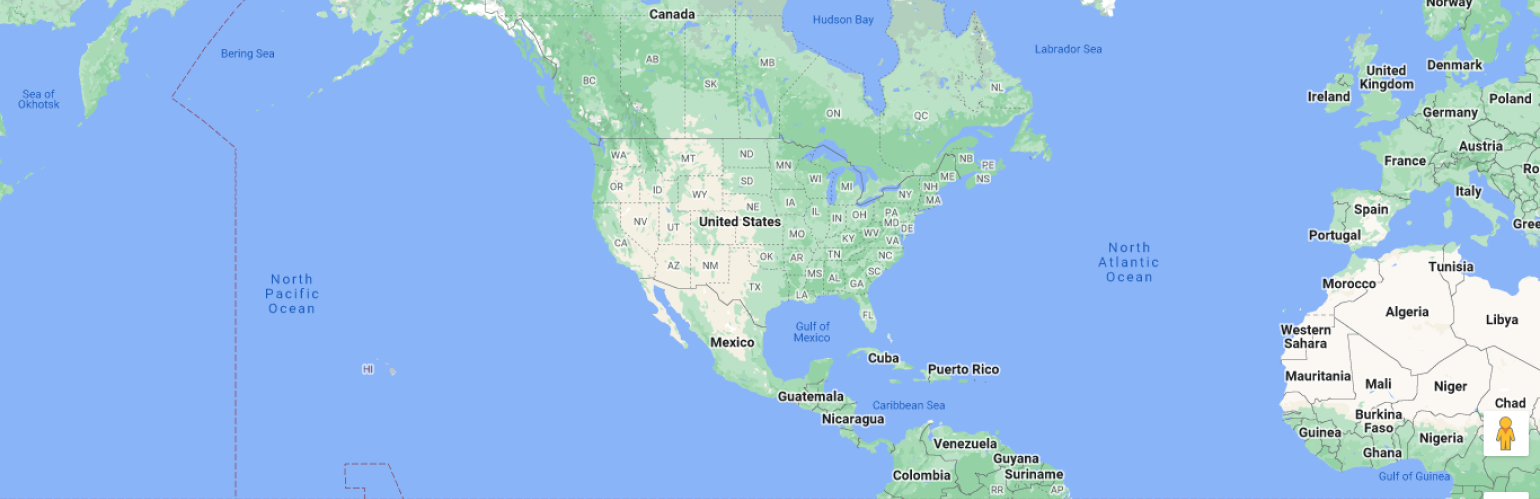 Canada
Hudson Bay
Norway
Bering Sea
Labrador Sea
AB
MB
United
Kingdom
Denmark
BC
SK
NL
Sea of
Okhotsk
Ireland
Poland
ON
QC
Germany
WA
MT
ND
MN
NB
PE
Austria
France
Ro
OR
ID
WY
SD
WI
MI
ME
NS
NH
NY
MA
Italy
NE
IA
IL
IN
OH
PA
MD
DE
Spain
NV
UT
United States
MO
KY
WV
VA
Portugal
Gree
CA
AZ
NM
OK
AR
TN
NC
North
Atlantic
Ocean
Tunisia
MS
AL
GA
SC
North
Pacific
Ocean
TX
LA
Morocco
Algeria
Libya
FL
Gulf of
Mexico
Western
Sahara
Mexico
Cuba
Puerto Rico
HI
Mauritania
Mali
Niger
Chad
Guatemala
Caribbean Sea
Nicaragua
Burkina
Faso
Guinea
Nigeria
Ghana
Venezuela
Guyana
Colombia
Suriname
Gulf of Guinea
RR
AP